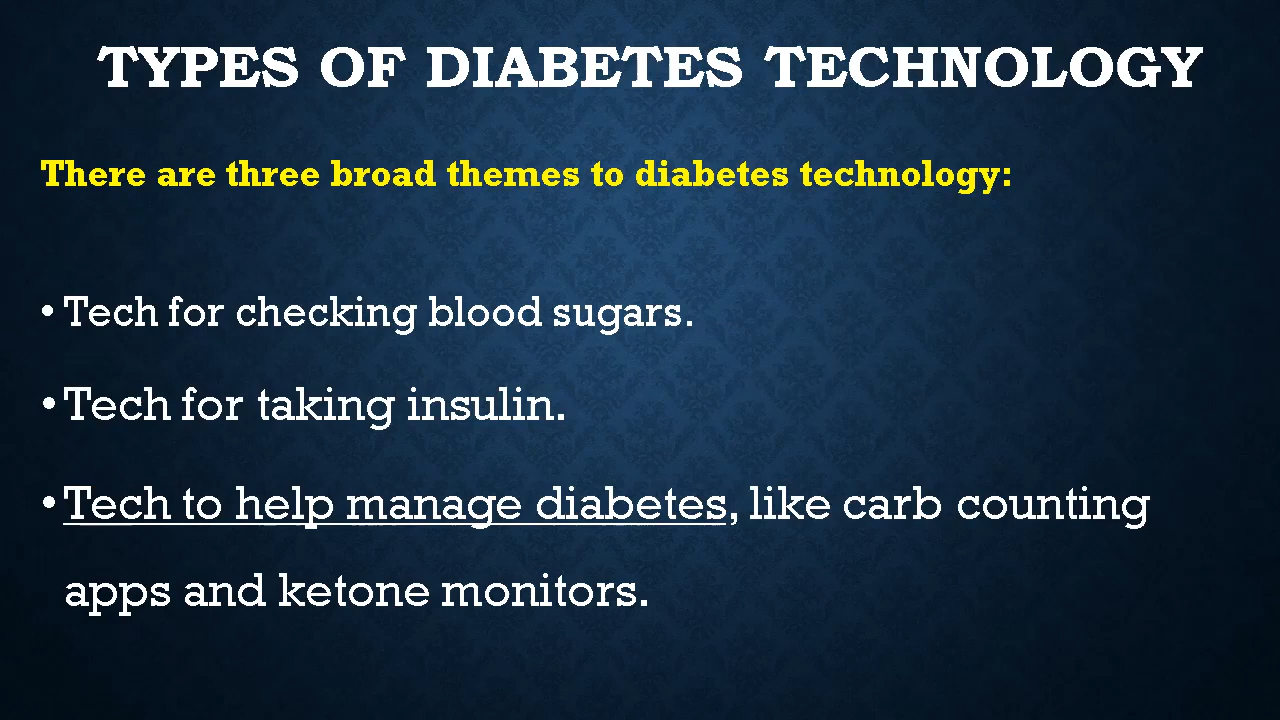 TYPES OF DIABETES TECHNOLOGY
There are three broad themes to diabetes technology:
• Tech for checking blood sugars.
• Tech for taking insulin.
• Tech to help manage diabetes, like carb counting
apps and ketone monitors.